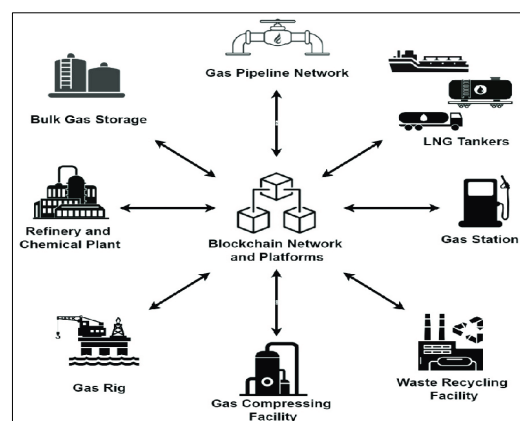 Gas Pipeline Network
Bulk Gas Storage
LNG Tankers
Refinery and
Chemical Plant
Blockchain Network
and Platforms
Gas Station
Gas Rig
Gas Compressing
Facility
Waste Recycling
Facility